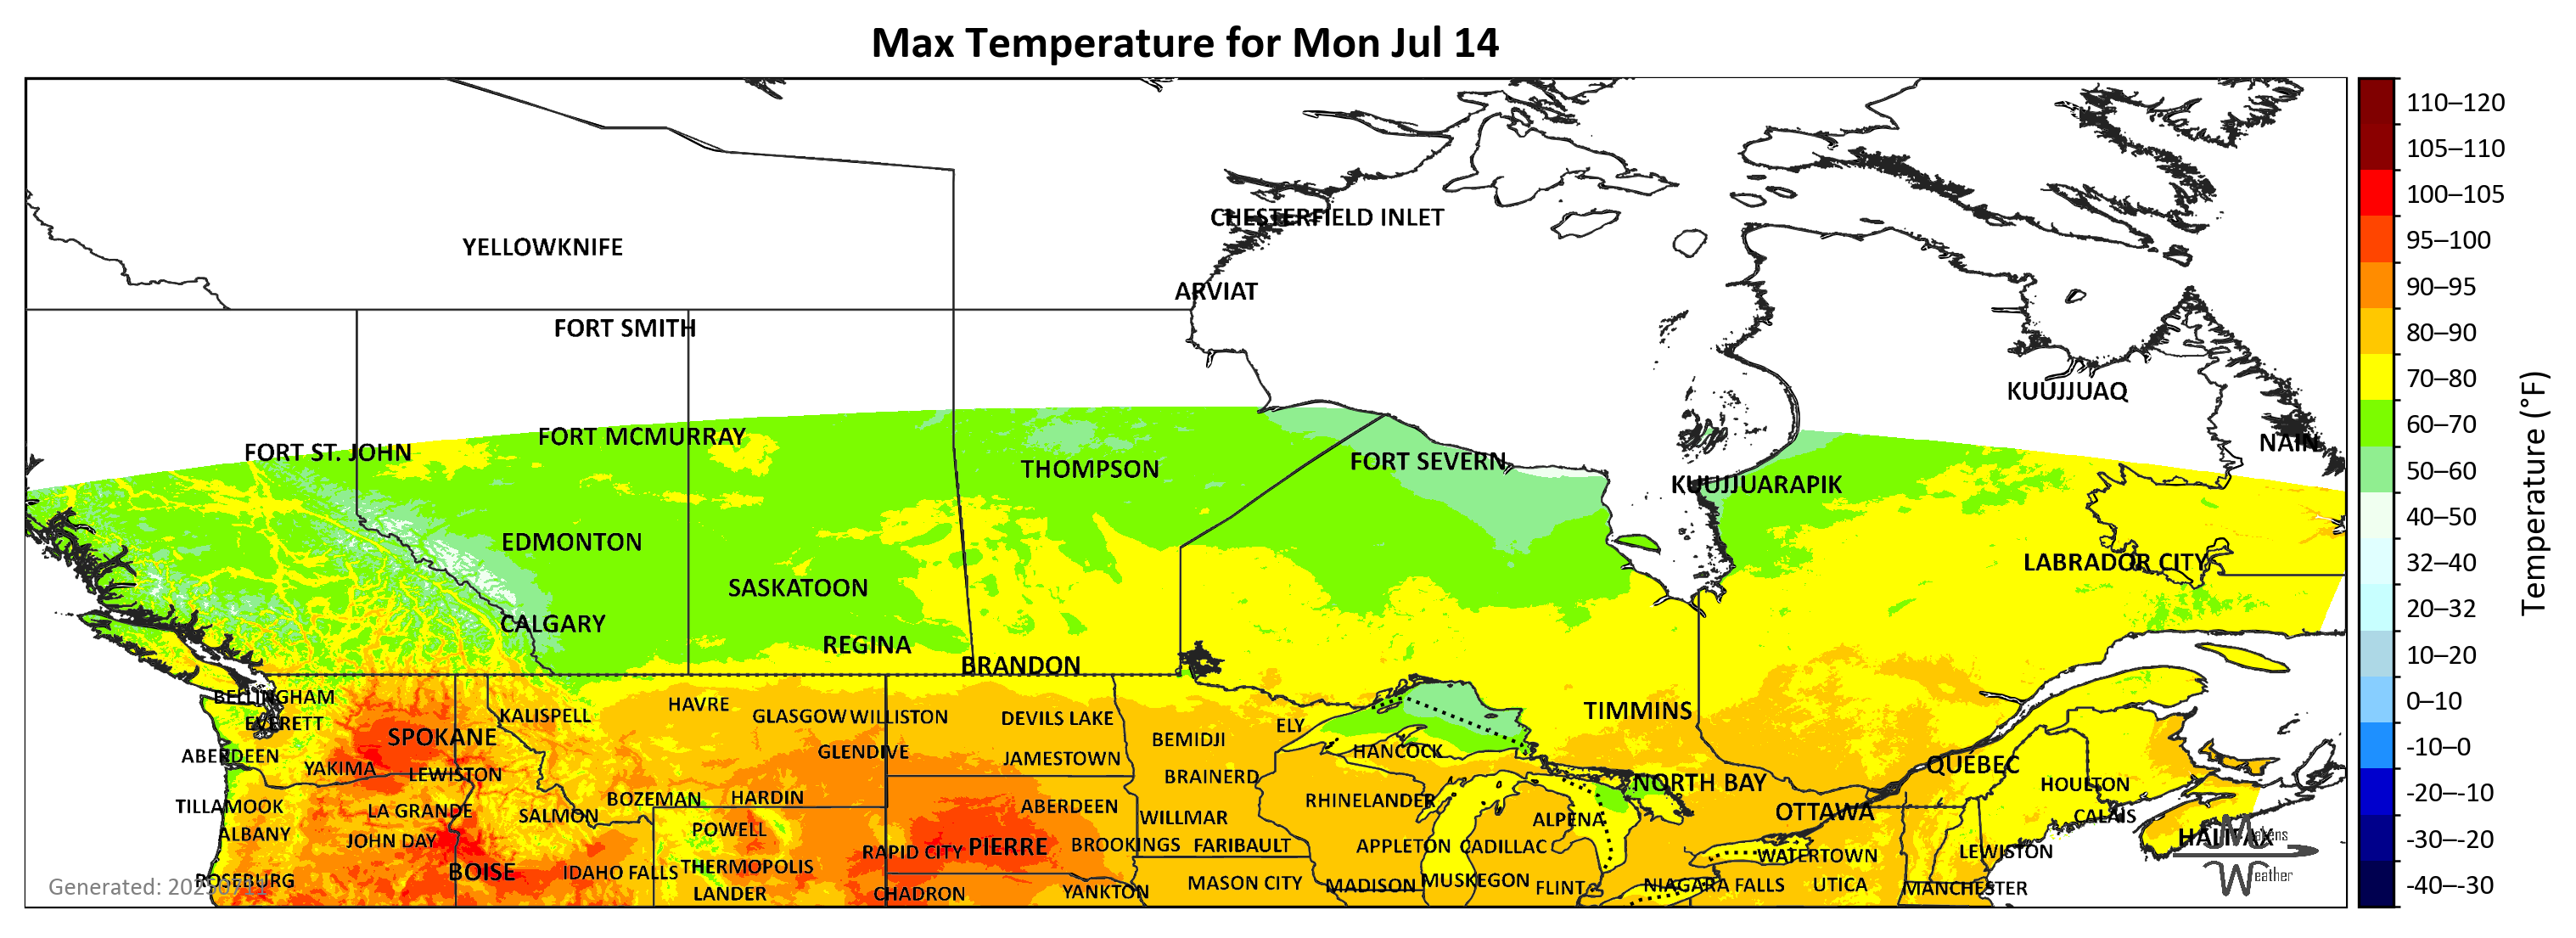 Max Temperature for Mon Jul 14
CHESTERFIELD INLET
YELLOWKNIFE
ARVIAT
FORT SMITH
KUUJJUAQ
FORT MCMURRAY
NAIN
FORT ST. JOHN
FORT SEVERN
THOMPSON
KUUJJUARAPIK
EDMONTON
LABRADOR CITY
SASKATOON
CALGARY
REGINA
BRANDON
BELLINGHAM
HAVRE
TIMMINS
KALISPELL
GLASGOW
WILLISTON
DEVILS LAKE
EVERETT
ELY
SPOKANE
BEMIDJI
ABERDEEN
GLENDIVE
HANCOCK
JAMESTOWN
QUÉBEC
YAKIMA
LEWISTON
BRAINERD
NORTH BAY
HOULTON
BOZEMAN
HARDIN
RHINELANDER
TILLAMOOK
LA GRANDE
SALMON
ABERDEEN
WILLMAR
OTTAWA
CALAIS
ALPENA
ALBANY
JOHN DAY
POWELL
HALIFAX
RAPID CITY
PIERRE
BROOKINGS
FARIBAULT
APPLETON
CADILLAC
WATERTOWN
LEWISTON
BOISE
IDAHO FALLS
THERMOPOLIS
ROSEBURG
MASON CITY
MADISON
MUSKEGON
FLINT
NIAGARA FALLS
UTICA
MANCHESTER
LANDER
CHADRON
YANKTON
Weather
Generated:
110–120
105–110
100–105
95–100
90–95
80–90
70–80
60–70
50–60
40–50
32–40
20–32
10–20
0–10
-10–0
-20–-10
-30–-20
-40–-30
Temperature (°F)